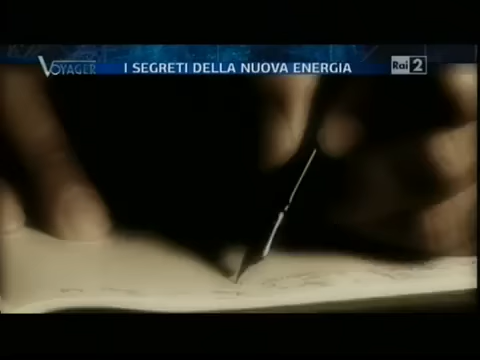 VOYAGER
I SEGRETI DELLA NUOVA ENERGIA
Rai 2